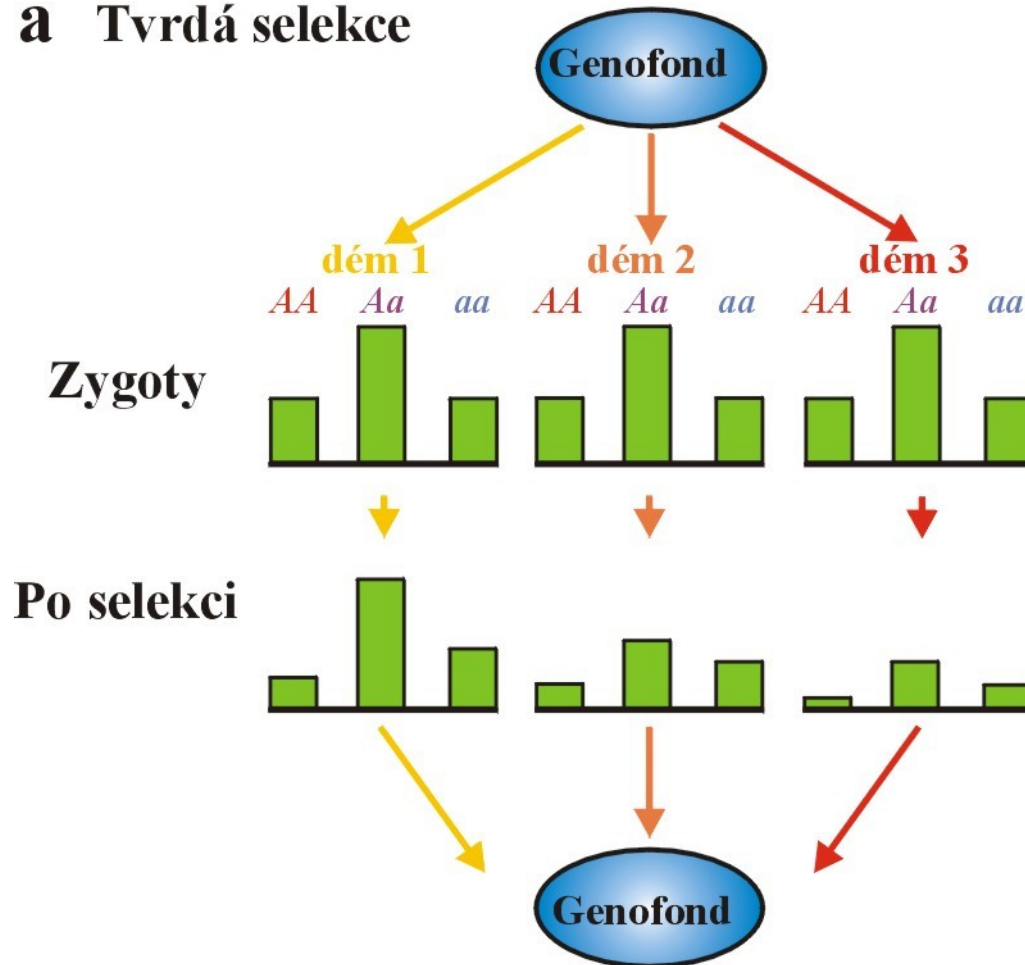 a Tvrdá selekce
Genofond
dém 1 dém 2 dém 3
AA Aa aa AA Aa aa AA Aa aa
Zygoty
Po selekci
Genofond